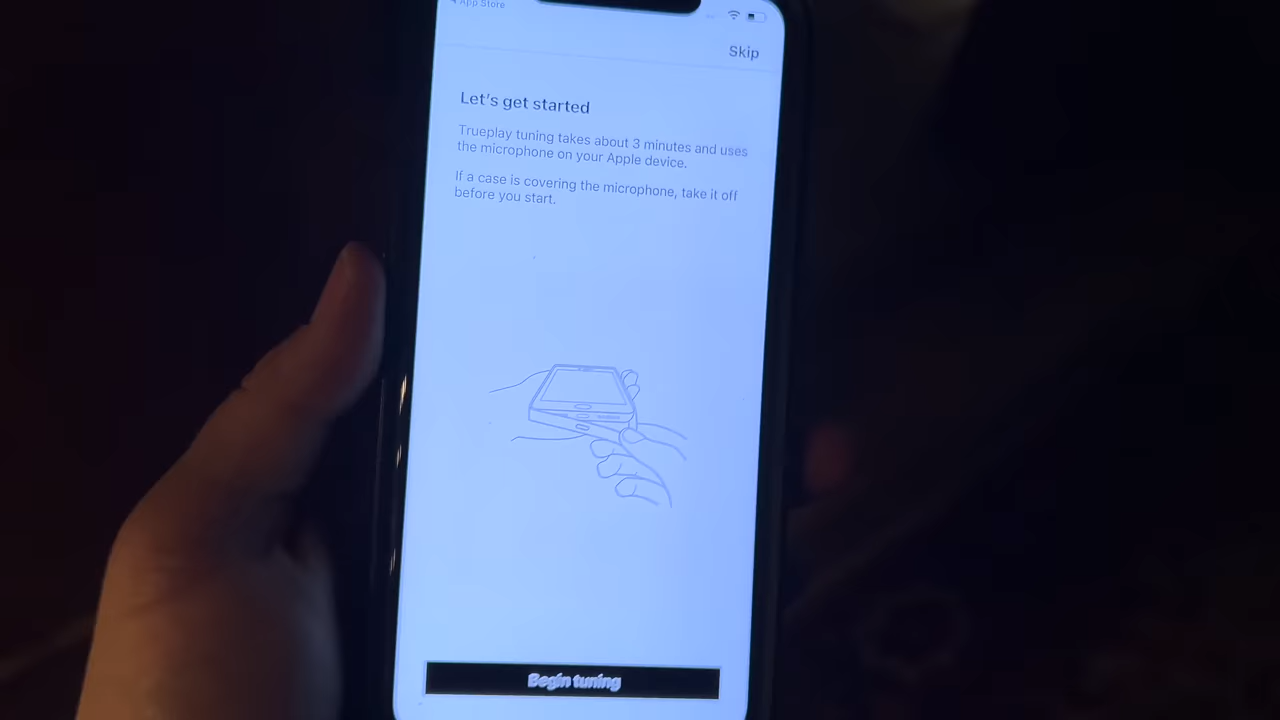 App Store
Skip
Let's get started
Trueplay tuning takes about 3 minutes and uses
the microphone on your Apple device.
If a case is covering the microphone, take it off
before you start.
Begin tuning